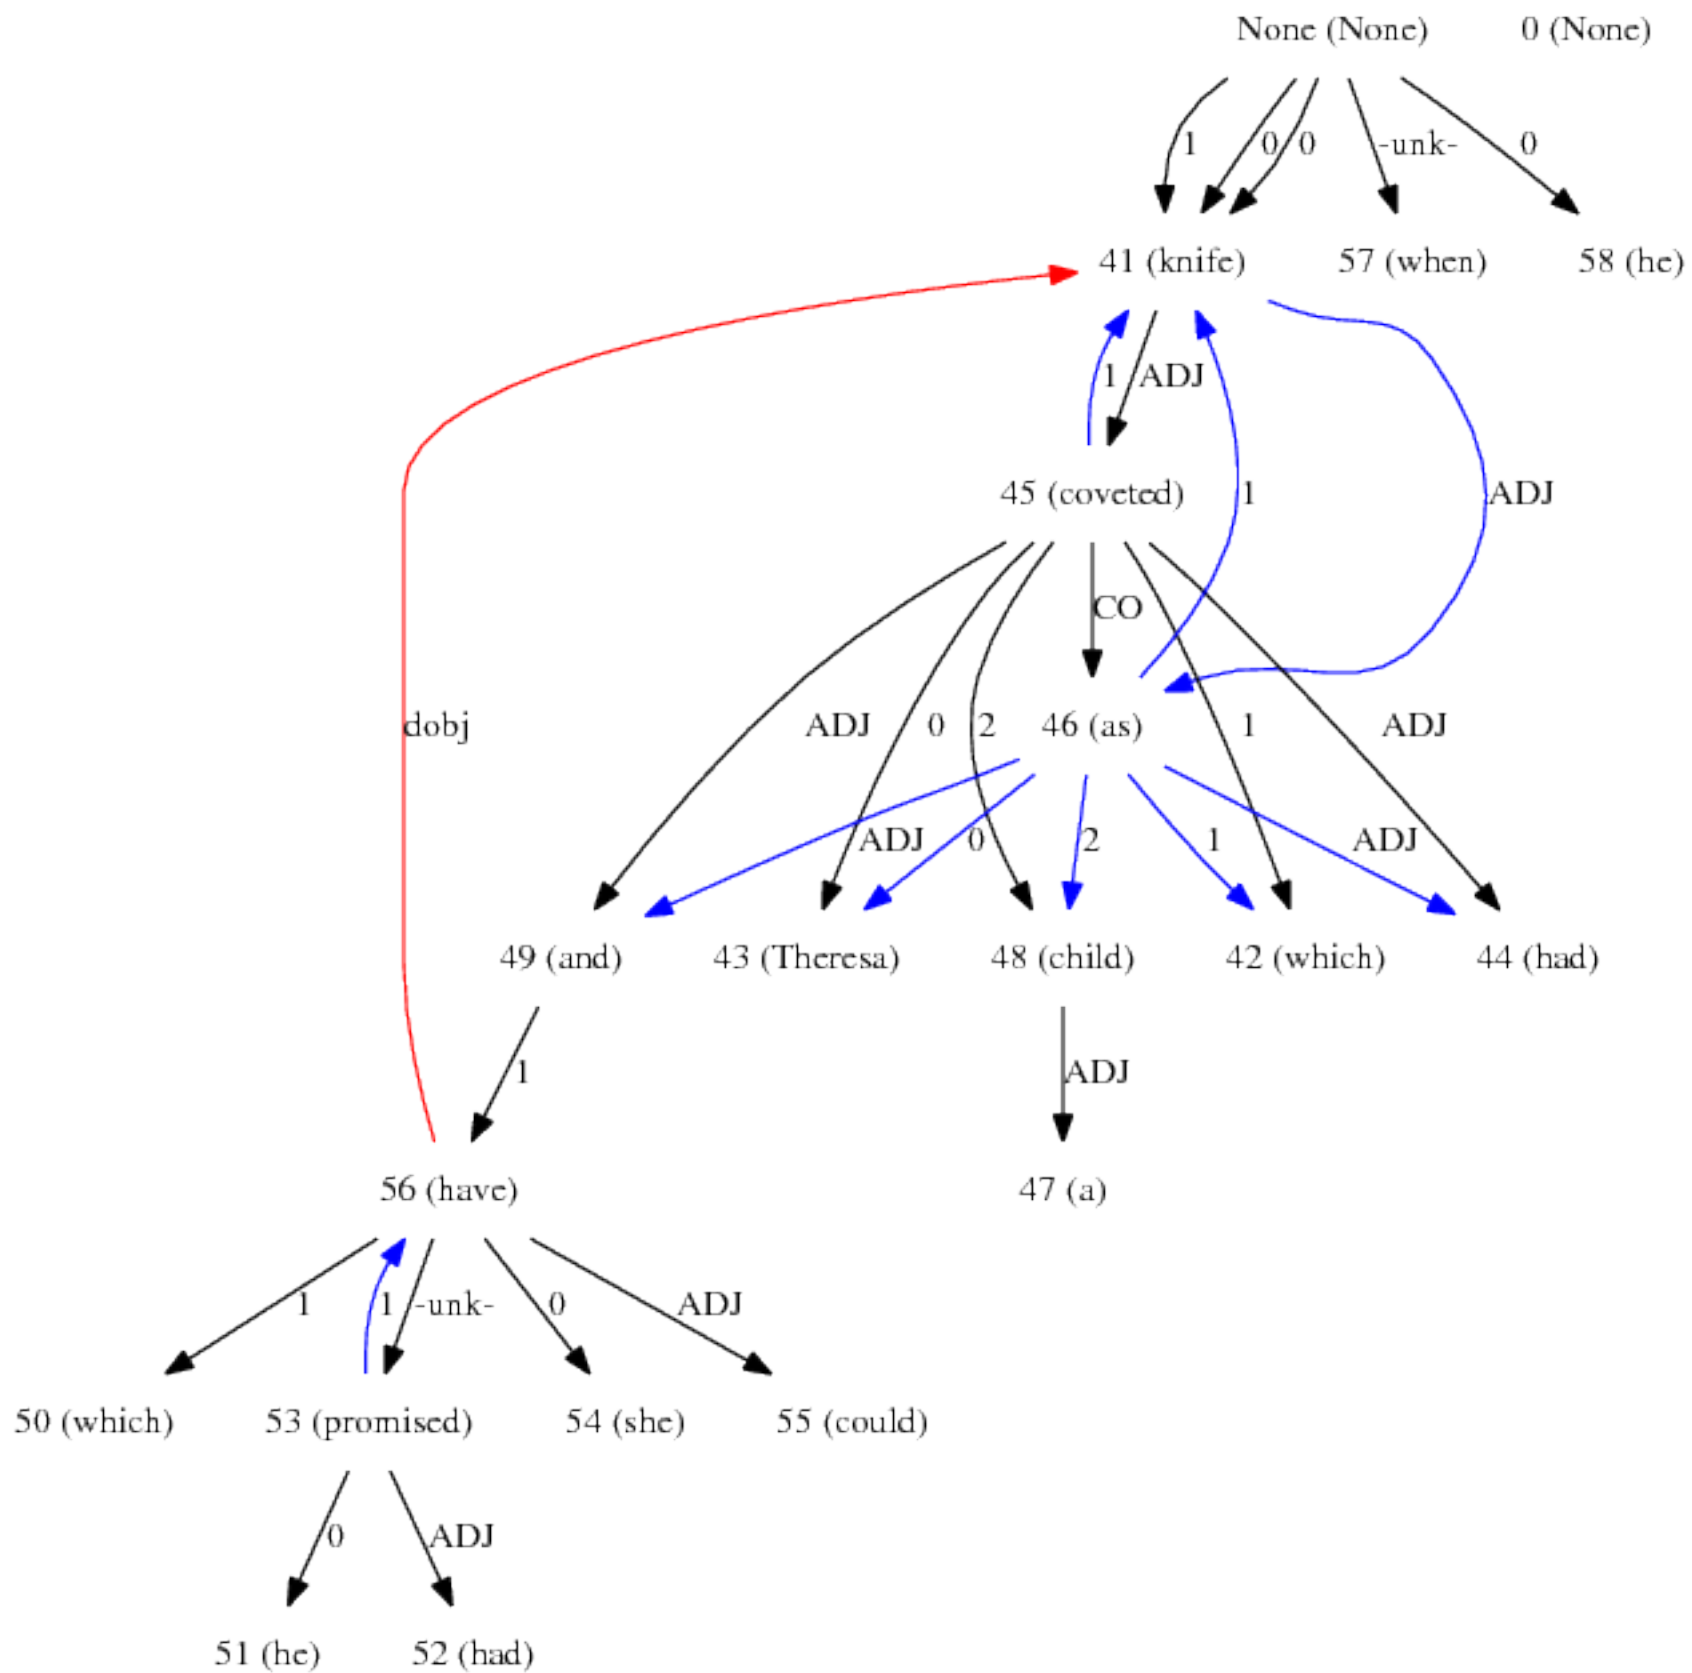 None (None) 0 (None)
1 0 0 -unk- 0
41 (knife) 57 (when) 58 (he)
1 ADJ
45 (coveted) 1 ADJ
CO
dobj ADJ 0 2 46 (as) 1 ADJ
ADJ 0 2 1 ADJ
49 (and) 43 (Theresa) 48 (child) 42 (which) 44 (had)
1 ADJ
56 (have) 47 (a)
1 1 -unk- 0 ADJ
50 (which) 53 (promised) 54 (she) 55 (could)
0 ADJ
51 (he) 52 (had)